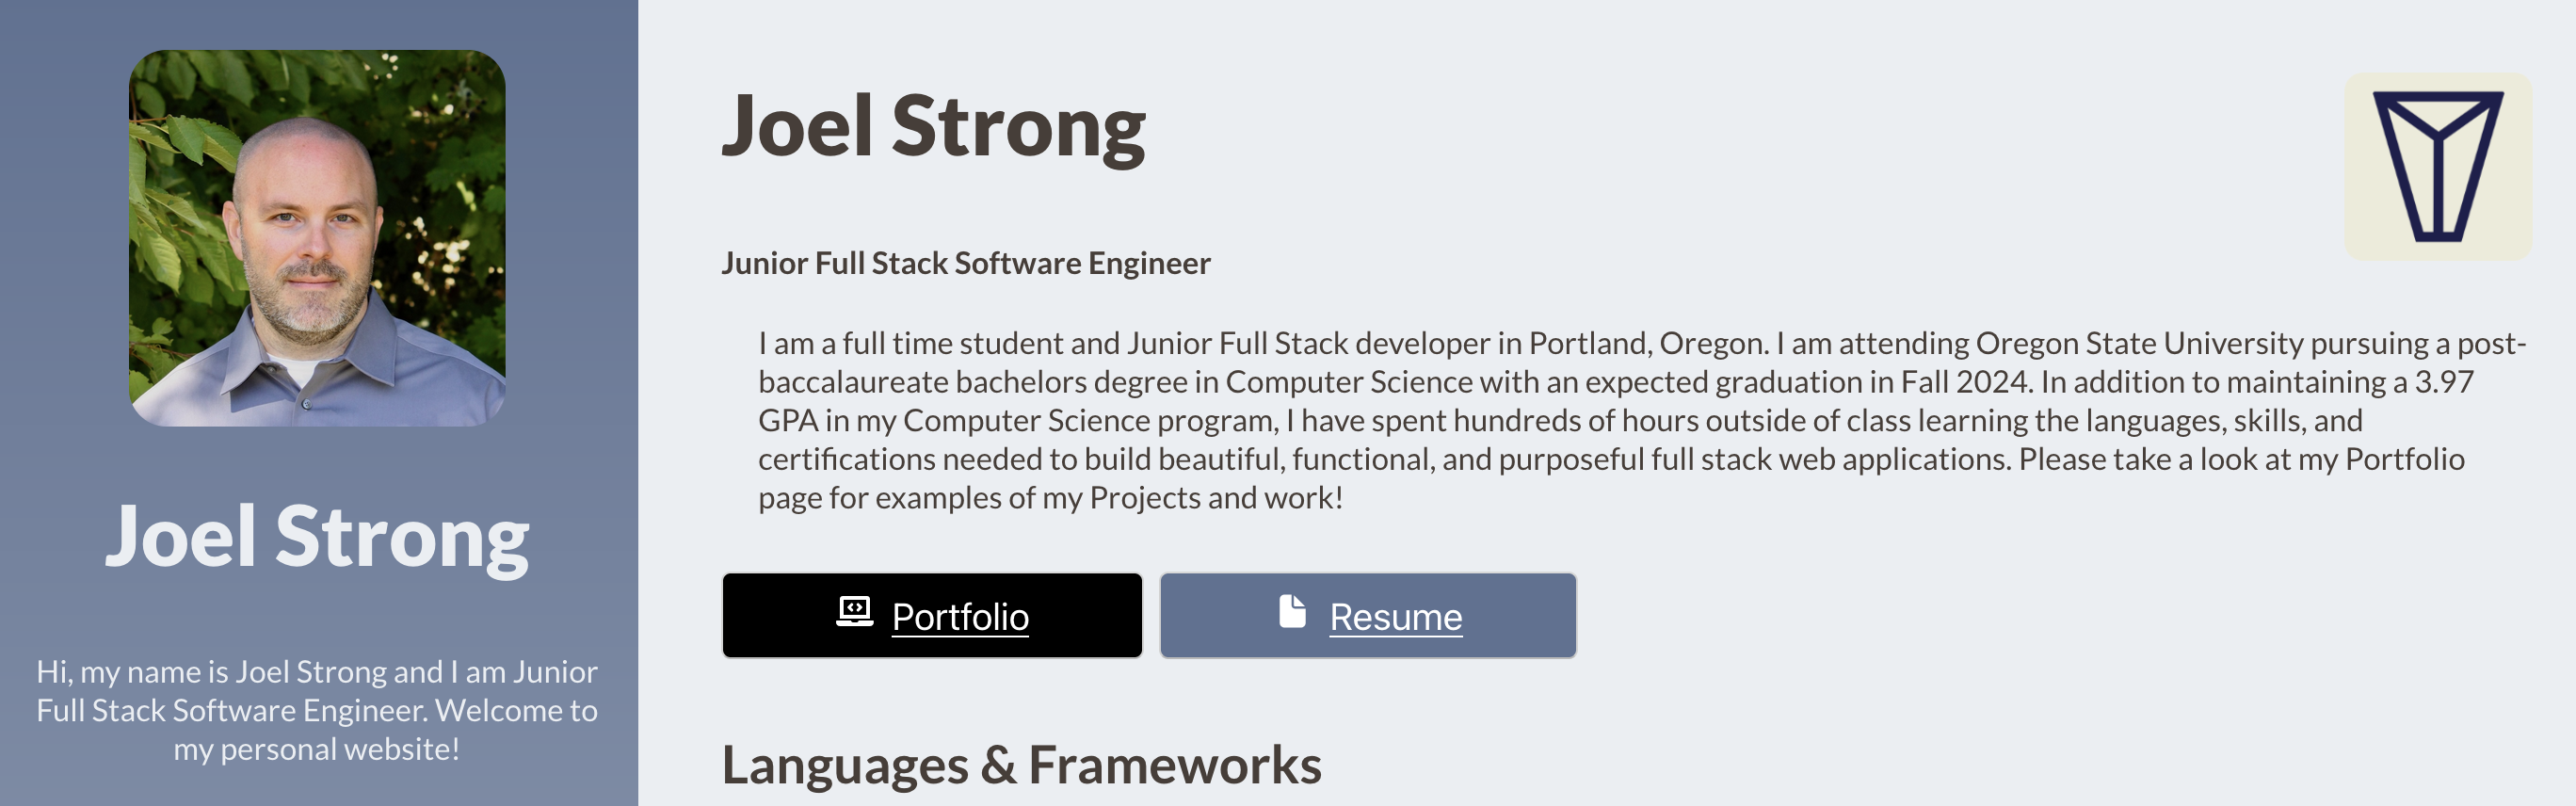 Joel Strong
Hi, my name is Joel Strong and I am Junior
Full Stack Software Engineer. Welcome to
my personal website!
Joel Strong
Junior Full Stack Software Engineer
I am a full time student and Junior Full Stack developer in Portland, Oregon. I am attending Oregon State University pursuing a post-
baccalaureate bachelors degree in Computer Science with an expected graduation in Fall 2024. In addition to maintaining a 3.97
GPA in my Computer Science program, I have spent hundreds of hours outside of class learning the languages, skills, and
certifications needed to build beautiful, functional, and purposeful full stack web applications. Please take a look at my Portfolio
page for examples of my Projects and work!
Portfolio
Resume
Languages & Frameworks